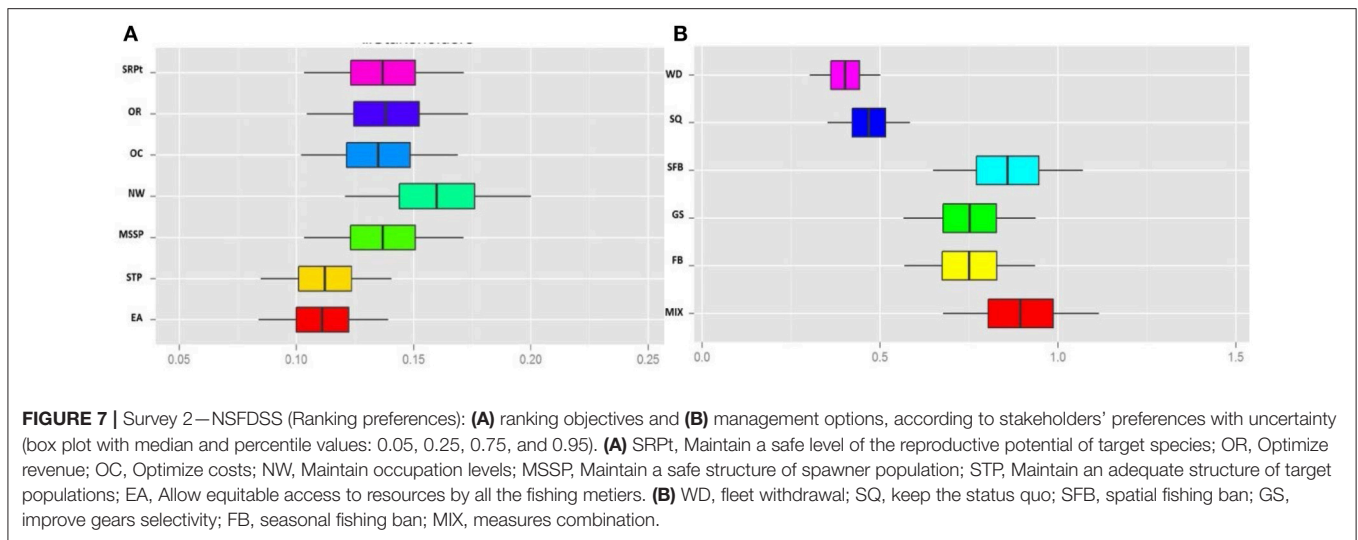 A
B
SRPt
OR
OC
NW
MSSP
STP
EA
0.05 0.10 0.15 0.20 0.25
WD
SQ
SFB
GS
FB
MIX
0.0 0.5 1.0 1.5
FIGURE 7 | Survey 2—NSFDSS (Ranking preferences): (A) ranking objectives and (B) management options, according to stakeholders' preferences with uncertainty
(box plot with median and percentile values: 0.05, 0.25, 0.75, and 0.95). (A) SRPt, Maintain a safe level of the reproductive potential of target species; OR, Optimize
revenue; OC, Optimize costs; NW, Maintain occupation levels; MSSP, Maintain a safe structure of spawner population; STP, Maintain an adequate structure of target
populations; EA, Allow equitable access to resources by all the fishing metiers. (B) WD, fleet withdrawal; SQ, keep the status quo; SFB, spatial fishing ban; GS,
improve gears selectivity; FB, seasonal fishing ban; MIX, measures combination.